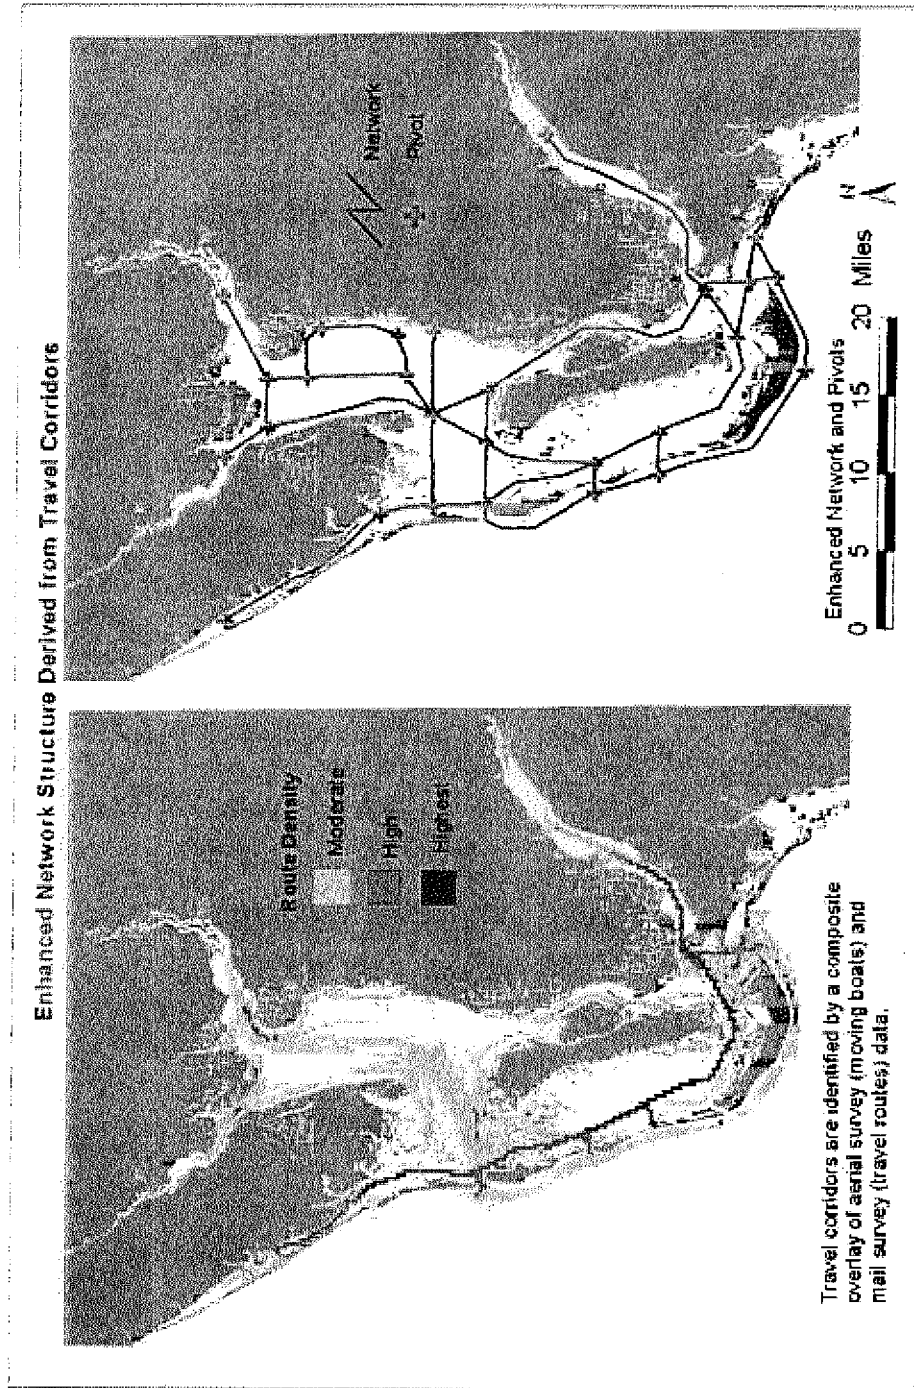 Enhanced Network Structure Derived from Travel Corridors
Route Density
Moderate
High
Highest
Travel corridors are identified by a composite
overlay of aerial survey (moving boats) and
mail survey (travel routes) data.
Network
Pivot
Enhanced Network and Pivots
0 5 10 15 20 Miles
N